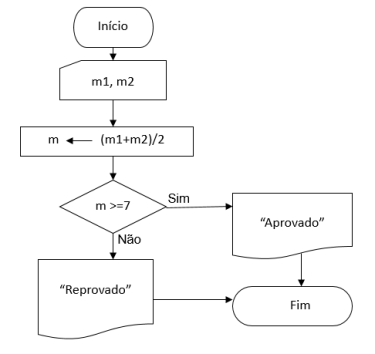 Início
m1, m2
m ← (m1+m2)/2
m >=7
Sim
Não
“Aprovado”
“Reprovado”
Fim